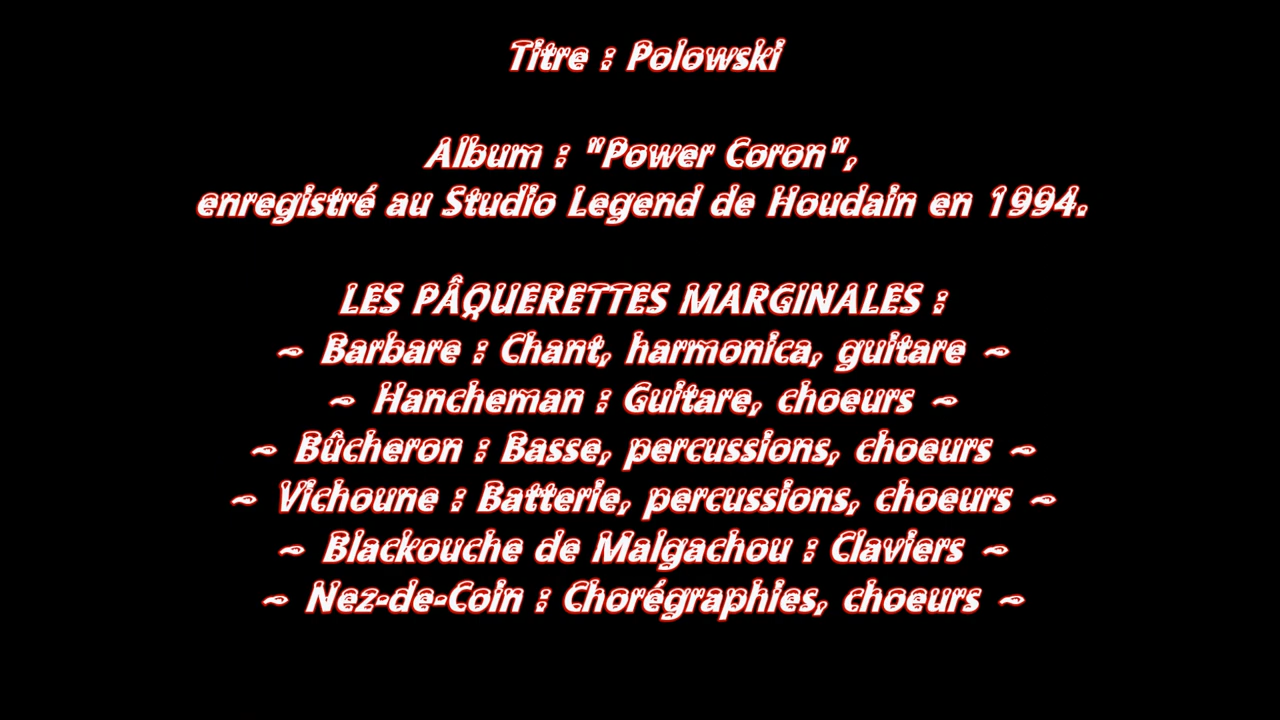 Titre : Polowski
Album : "Power Coron",
enregistré au Studio Legend de Houdain en 1994.
LES PÂQUERETTES MARGINALES :
~ Barbare : Chant, harmonica, guitare ~
~ Hancheman : Guitare, choeurs ~
~ Bûcheron : Basse, percussions, choeurs ~
~ Vichoune : Batterie, percussions, choeurs ~
~ Blackouche de Malgachou : Claviers ~
~ Nez-de-Coin : Chorégraphies, choeurs ~